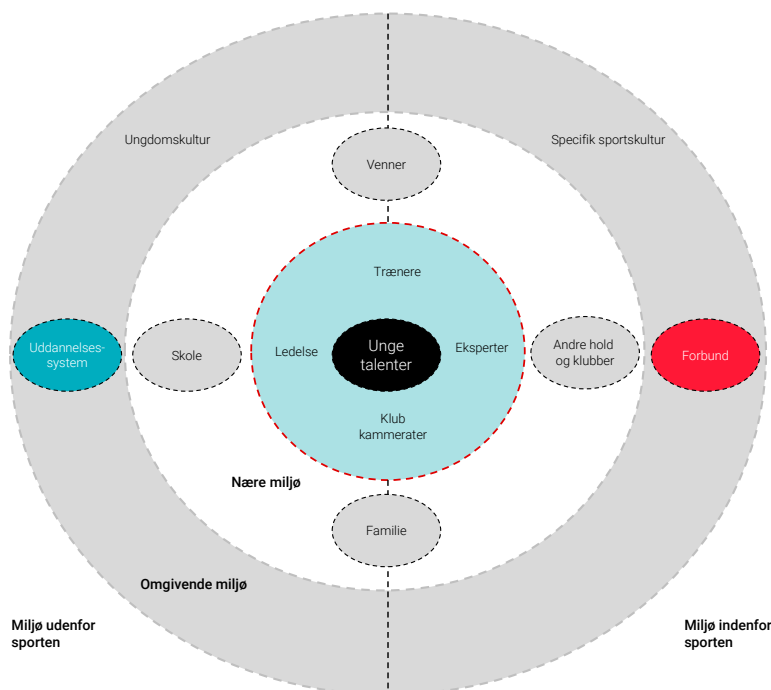 Ungdomskultur
Specifik sportskultur
Venner
Trænere
Uddannelses-
system
Skole
Ledelse
Unge
talenter
Eksperter
Andre hold
og klubber
Forbund
Klub
kammerater
Nære miljø
Familie
Omgivende miljø
Miljø udenfor
sporten
Miljø indenfor
sporten